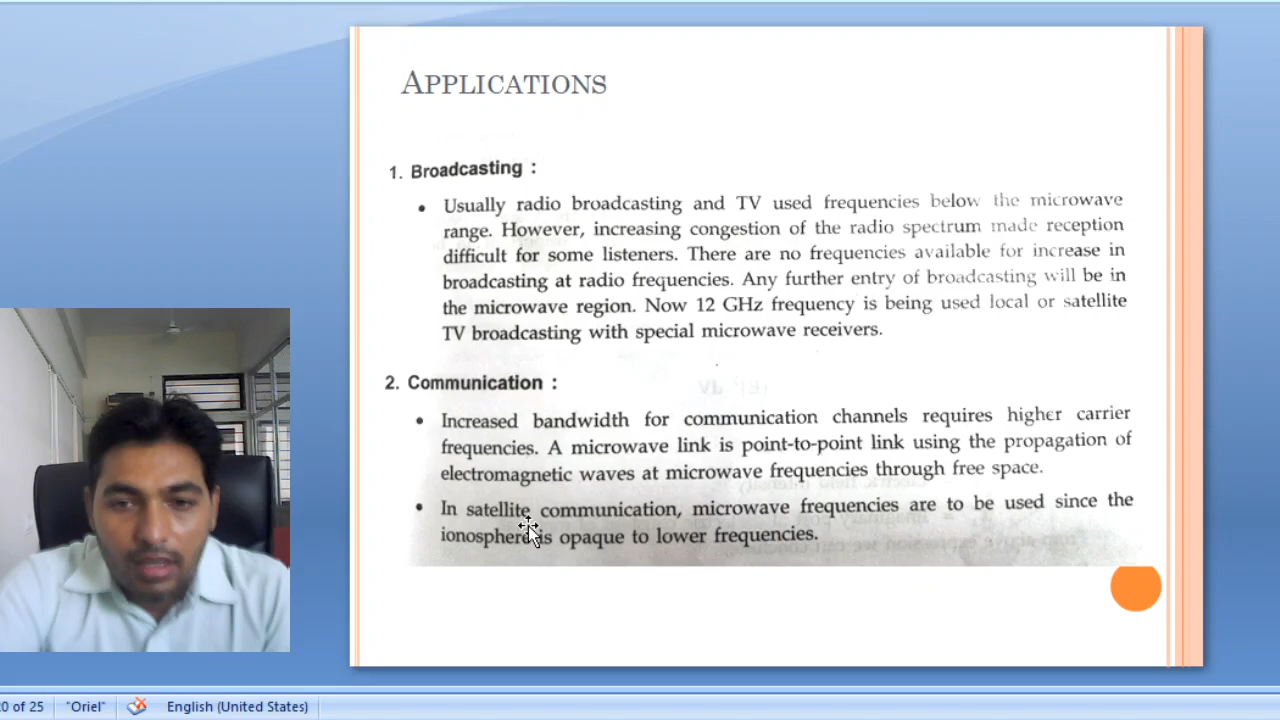 APPLICATIONS
1. Broadcasting :
• Usually radio broadcasting and TV used frequencies below the microwave
range. However, increasing congestion of the radio spectrum made reception
difficult for some listeners. There are no frequencies available for increase in
broadcasting at radio frequencies. Any further entry of broadcasting will be in
the microwave region. Now 12 GHz frequency is being used local or satellite
TV broadcasting with special microwave receivers.
2. Communication :
• Increased bandwidth for communication channels requires higher carrier
frequencies. A microwave link is point-to-point link using the propagation of
electromagnetic waves at microwave frequencies through free space.
• In satellite communication, microwave frequencies are to be used since the
ionosphere is opaque to lower frequencies.
0 of 25 "Oriel" English (United States)